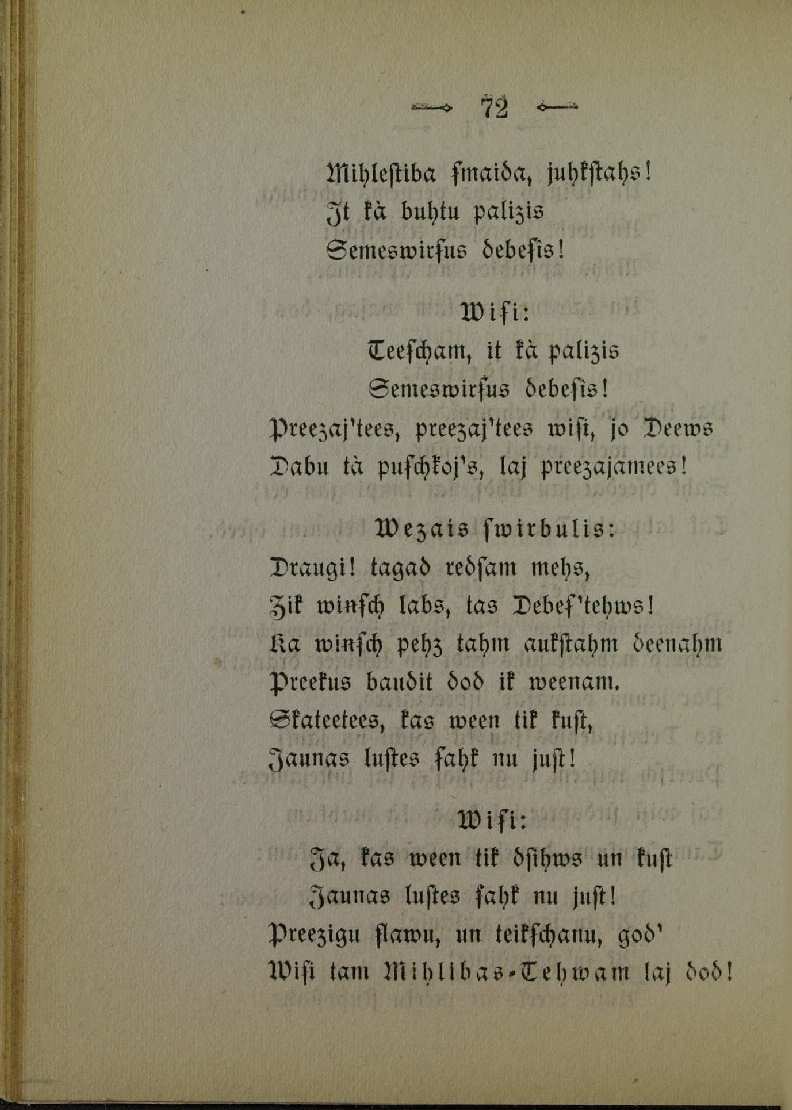 72
Mihleſtiba ſmaida, juhkſtahs!
It kà buhtu palizis
Semeswirſus debeſis!
Wiſi:
Teeſcham, it kà palizis
Semeswirſus debeſis!
Preezaj'tees, preezaj'tees wiſi, jo Deews
Dabu tà puſchkoj's, laj preezajamees!
Wezais ſwirbulis:
Draugi! tagad redſam mehs,
Zik winſch labs, tas Debeſ'tehws!
Ka winſch pehz tahm aukſtahm deenahm
Preekus baudit dod ik weenam.
Skateetees, kas ween tik kuſt,
Jaunas luſtes ſahk nu juſt!
Wiſi:
Ja, kas ween tik dſihws un kuſt
Jaunas luſtes ſahk nu juſt!
Preezigu ſlawu, un teikſchanu, god'
Wiſi tam Mihlibas-Tehwam laj dod!